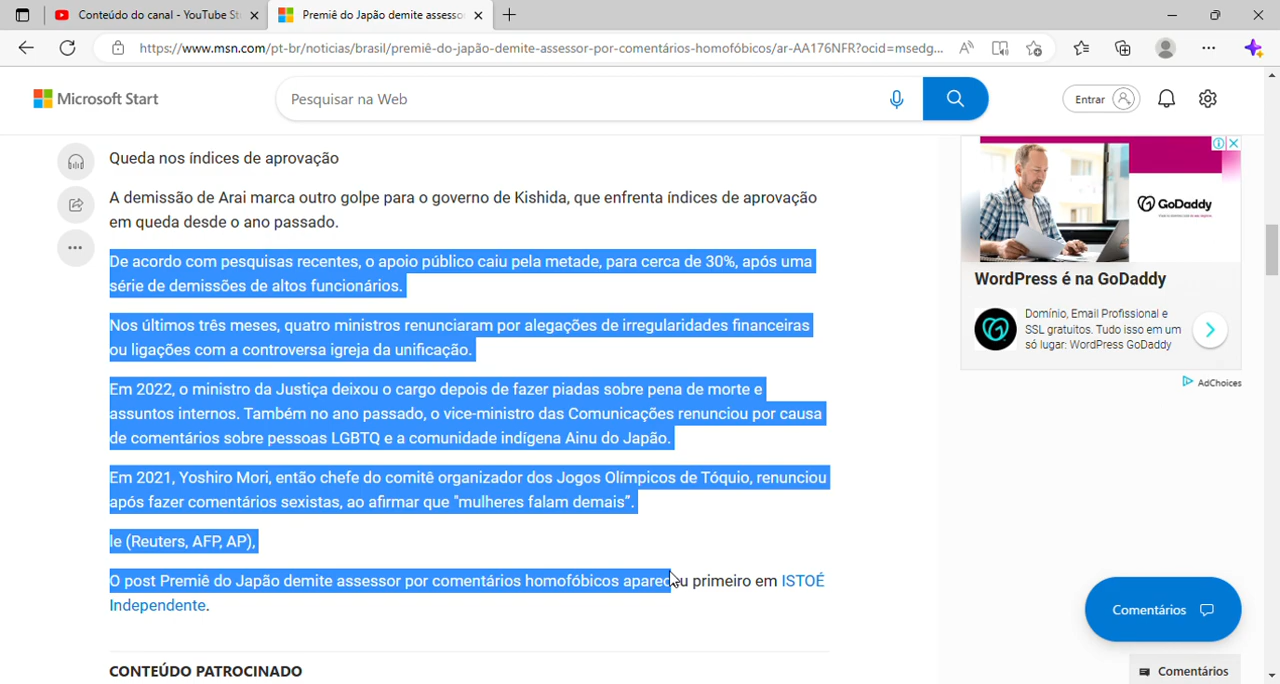 Conteúdo do canal - YouTube St
Premiê do Japão demite assesso
https://www.msn.com/pt-br/noticias/brasil/premiê-do-japão-demite-assessor-por-comentários-homofóbicos/ar-AA176NFR?ocid=msedg...
Microsoft Start
Pesquisar na Web
Entrar
Queda nos índices de aprovação
A demissão de Arai marca outro golpe para o governo de Kishida, que enfrenta índices de aprovação
em queda desde o ano passado.
De acordo com pesquisas recentes, o apoio público caiu pela metade, para cerca de 30%, após uma
série de demissões de altos funcionários.
Nos últimos três meses, quatro ministros renunciaram por alegações de irregularidades financeiras
ou ligações com a controversa igreja da unificação.
Em 2022, o ministro da Justiça deixou o cargo depois de fazer piadas sobre pena de morte e
assuntos internos. Também no ano passado, o vice-ministro das Comunicações renunciou por causa
de comentários sobre pessoas LGBTQ e a comunidade indígena Ainu do Japão.
Em 2021, Yoshiro Mori, então chefe do comitê organizador dos Jogos Olímpicos de Tóquio, renunciou
após fazer comentários sexistas, ao afirmar que "mulheres falam demais”.
le (Reuters, AFP, AP),
O post Premiê do Japão demite assessor por comentários homofóbicos apareceu primeiro em ISTOÉ
Independente.
CONTEÚDO PATROCINADO
GoDaddy
WordPress é na GoDaddy
Domínio, Email Profissional e
SSL gratuitos. Tudo isso em um
só lugar: WordPress GoDaddy
AdChoices
Comentários
Comentários